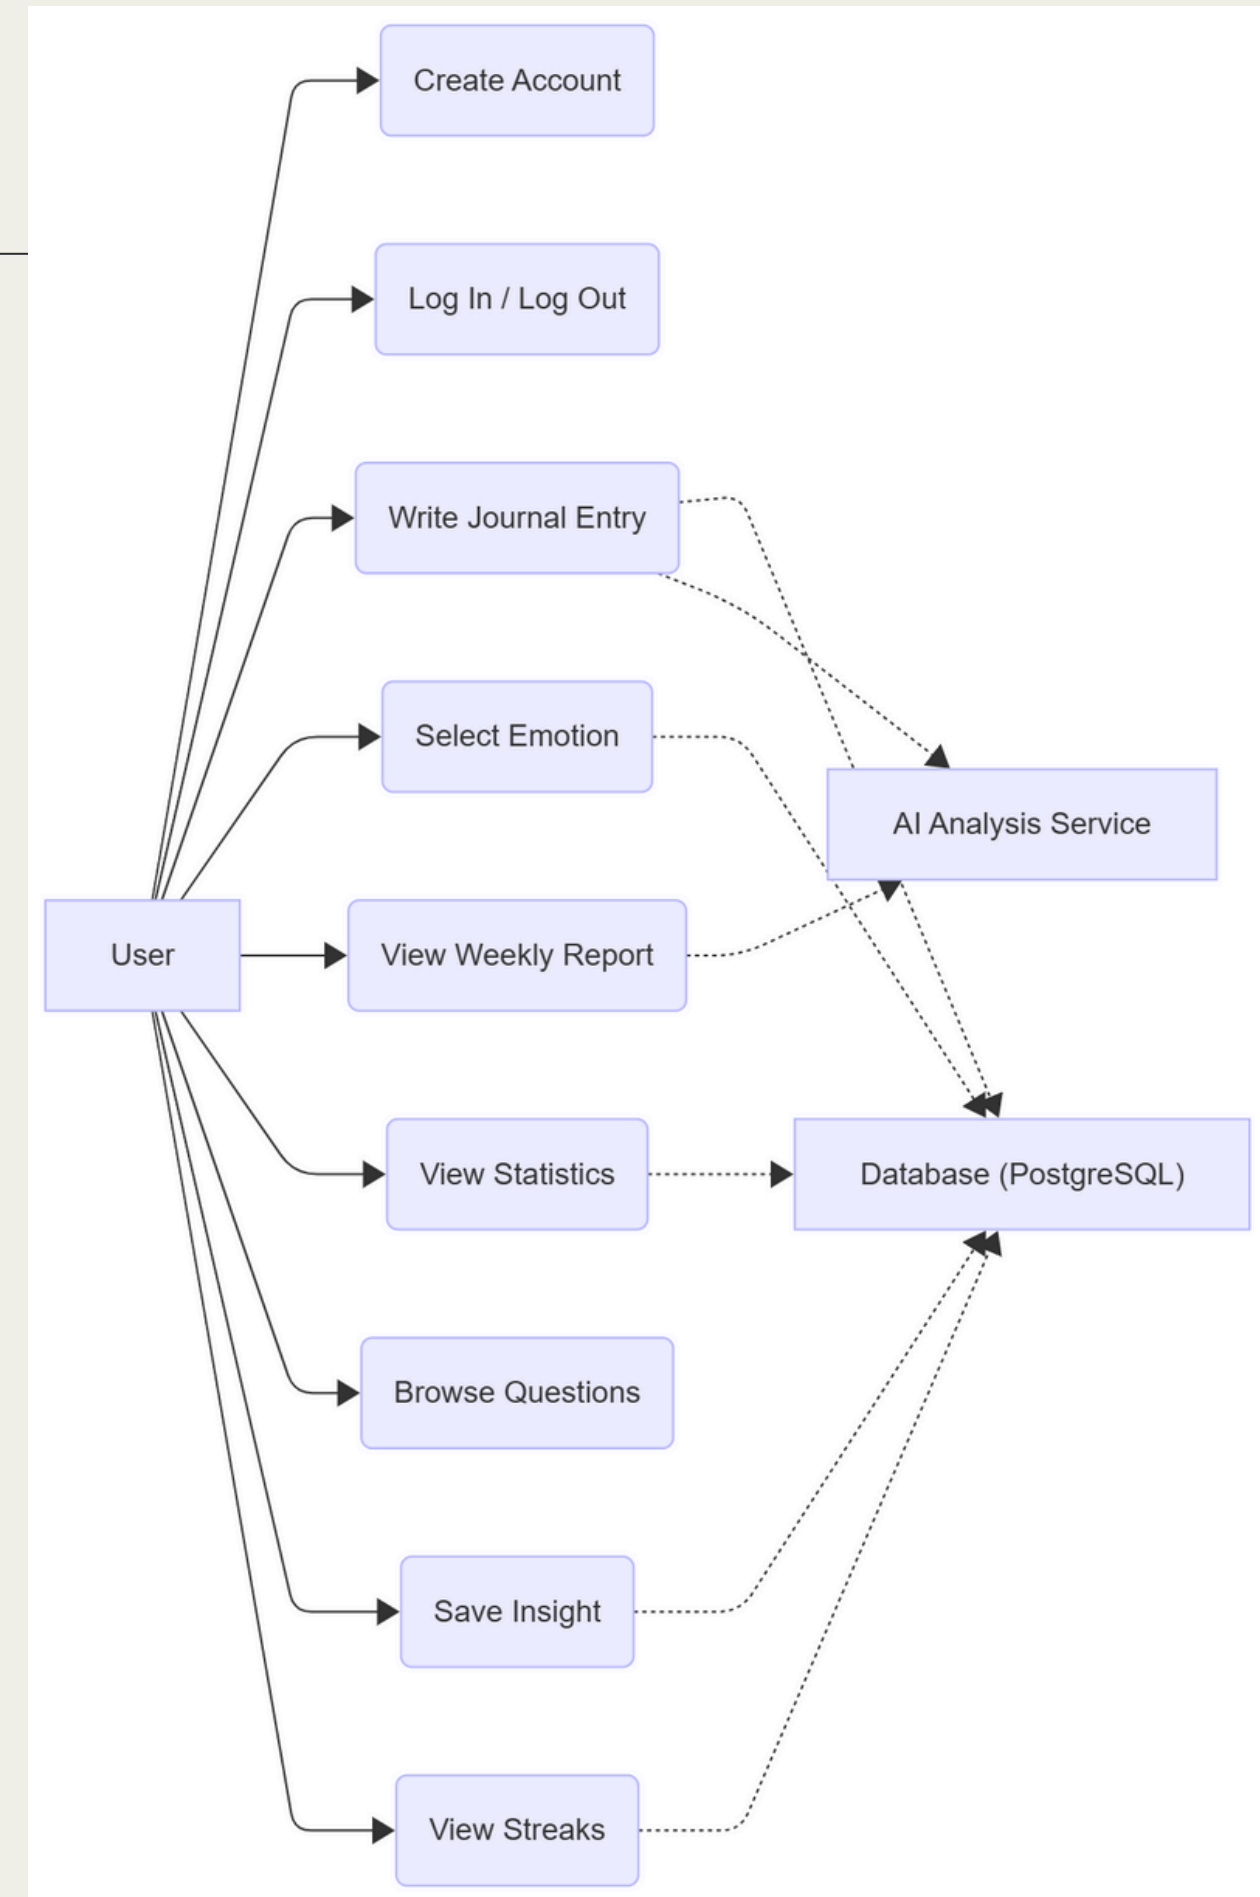 Create Account
Log In / Log Out
Write Journal Entry
Select Emotion
AI Analysis Service
User
View Weekly Report
View Statistics
Database (PostgreSQL)
Browse Questions
Save Insight
View Streaks